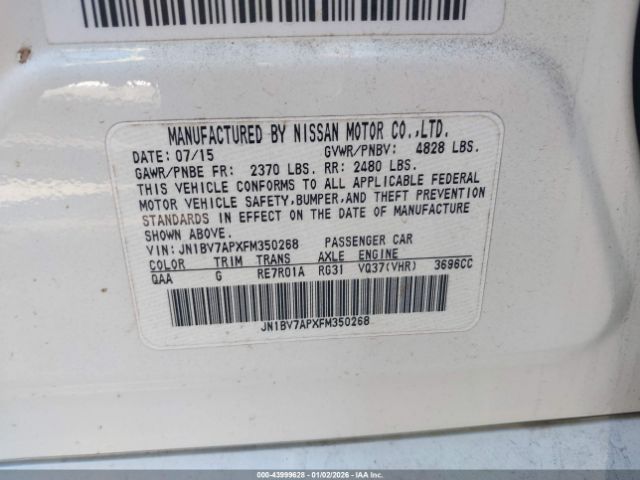 MANUFACTURED BY NISSAN MOTOR CO.,LTD.
DATE: 07/15 GVWR/PNBV: 4828 LBS.
GAWR/PNBE FR: 2370 LBS. RR: 2480 LBS.
THIS VEHICLE CONFORMS TO ALL APPLICABLE FEDERAL
MOTOR VEHICLE SAFETY,BUMPER,AND THEFT PREVENTION
STANDARDS IN EFFECT ON THE DATE OF MANUFACTURE
SHOWN ABOVE.
VIN: JN1BV7APXFM350268 PASSENGER CAR
COLOR TRIM TRANS AXLE ENGINE
QAA G RE7R01A RG31 VQ37(VHR) 3696CC
JN1BV7APXFM350268
000-43999628 - 01/02/2026 - IAAI.COM